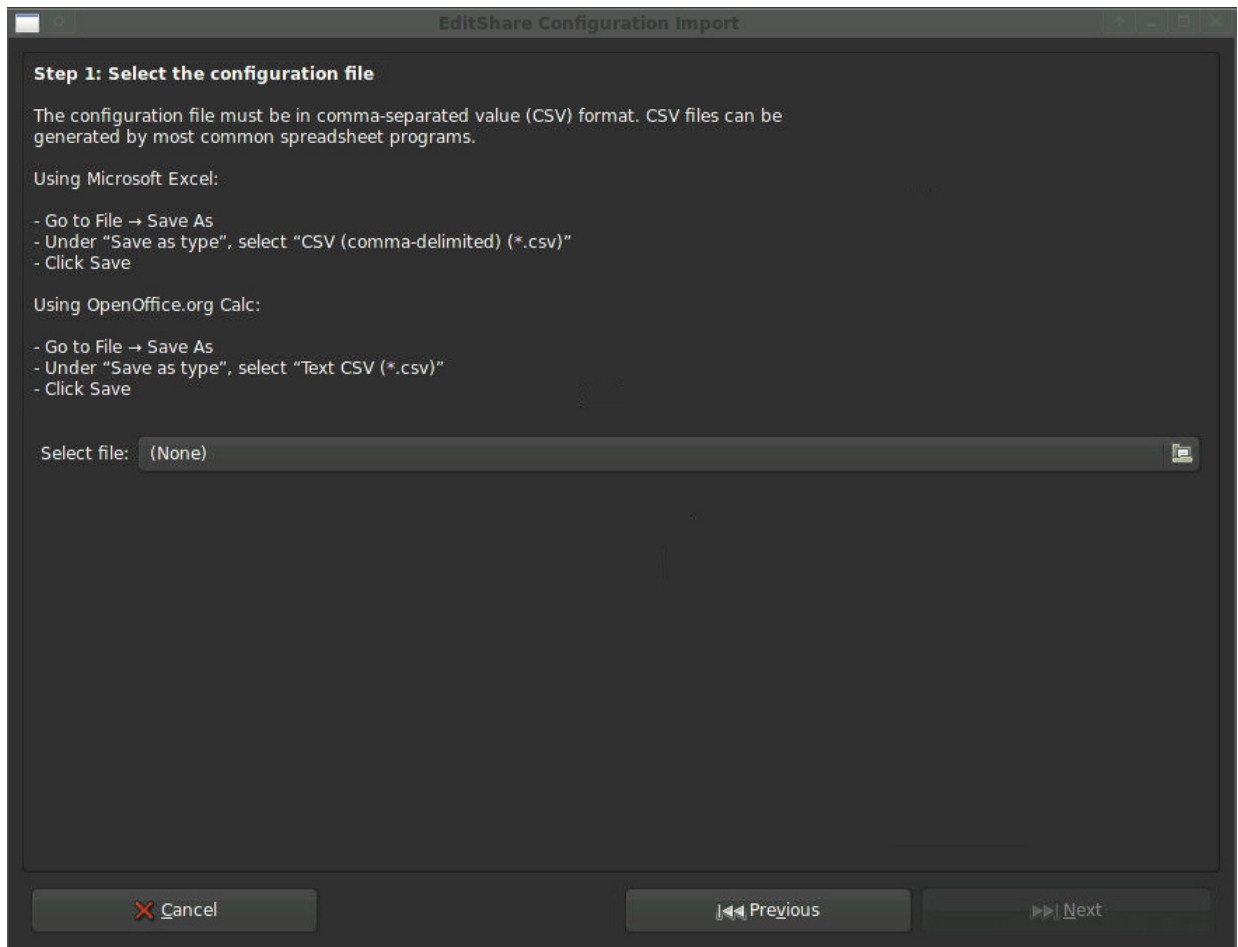 EditShare Configuration Import
Step 1: Select the configuration file
The configuration file must be in comma-separated value (CSV) format. CSV files can be
generated by most common spreadsheet programs.
Using Microsoft Excel:
- Go to File → Save As
- Under “Save as type”, select “CSV (comma-delimited) (*.csv)”
- Click Save
Using OpenOffice.org Calc:
- Go to File → Save As
- Under “Save as type”, select “Text CSV (*.csv)”
- Click Save
Select file: (None)
Cancel Previous Next